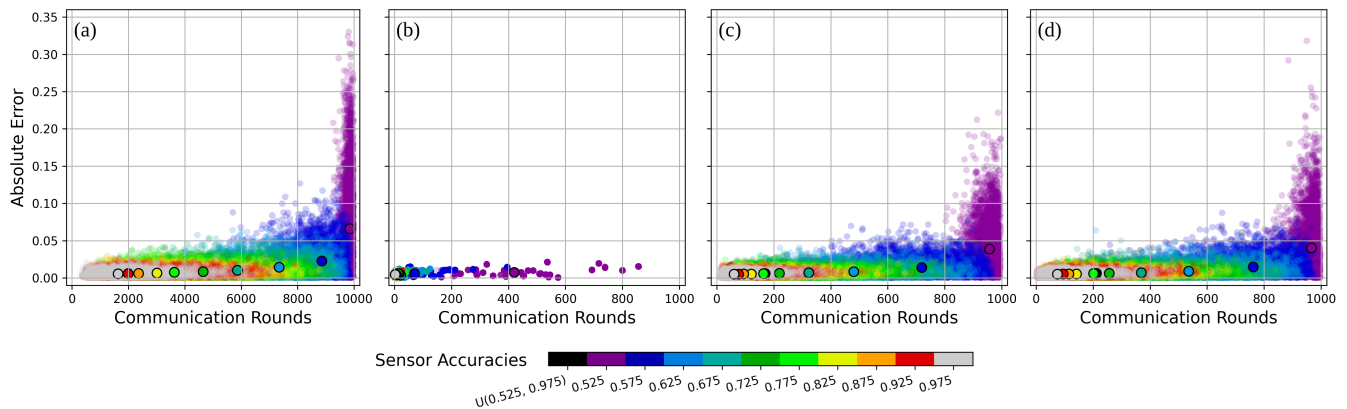 (a) (b) (c) (d)
0.35
0.30
0.25
0.20
0.15
0.10
0.05
0.00
Absolute Error
0 2000 4000 6000 8000 10000
0 200 400 600 800 1000
0 200 400 600 800 1000
0 200 400 600 800 1000
Communication Rounds Communication Rounds Communication Rounds Communication Rounds
Sensor Accuracies
U(0.525, 0.975) 0.525 0.575 0.625 0.675 0.725 0.775 0.825 0.875 0.925 0.975